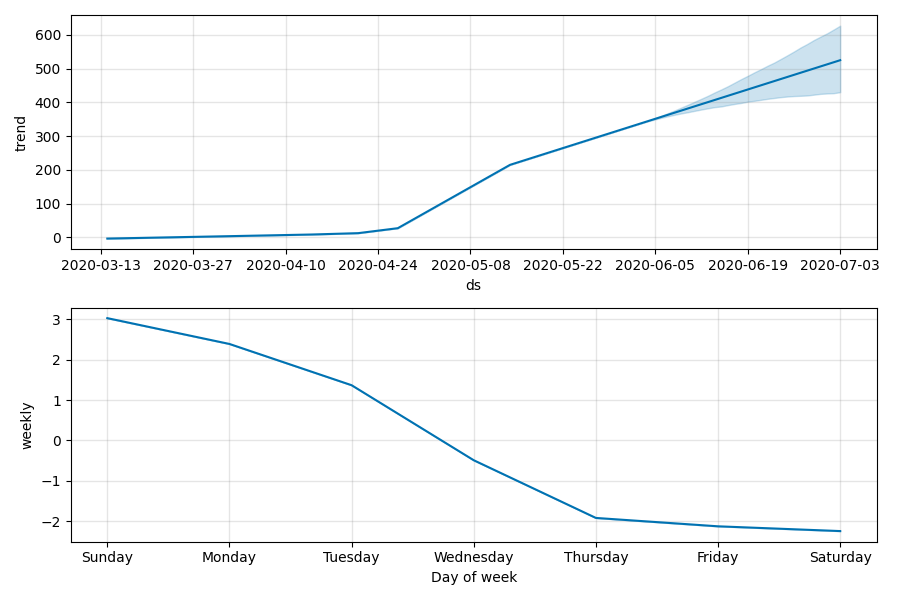 600
500
400
300
200
100
0
trend
2020-03-13 2020-03-27 2020-04-10 2020-04-24 2020-05-08 2020-05-22 2020-06-05 2020-06-19 2020-07-03
ds
3
2
1
0
−1
−2
weekly
Sunday Monday Tuesday Wednesday Thursday Friday Saturday
Day of week